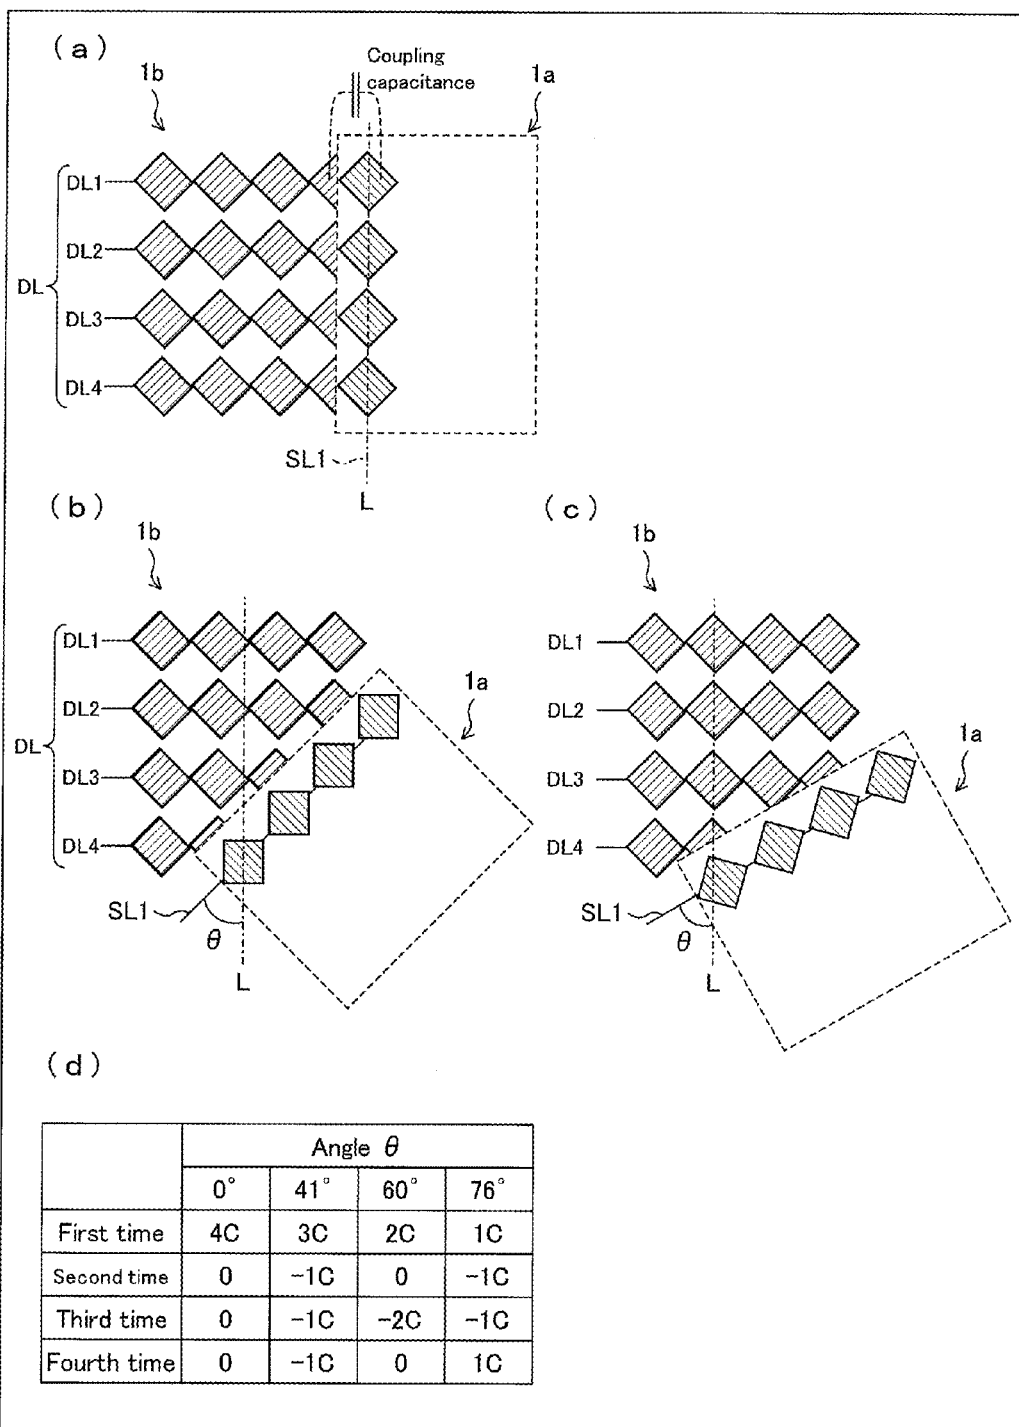 (a)
Coupling
capacitance
1b
1a
DL1
DL2
DL
DL3
DL4
SL1
L
(b)
1b
DL1
DL2
DL
DL3
DL4
1a
SL1
θ
L
(c)
1b
DL1
DL2
DL3
DL4
1a
SL1
θ
L
(d)
Angle θ
0° 41° 60° 76°
First time 4C 3C 2C 1C
Second time 0 -1C 0 -1C
Third time 0 -1C -2C -1C
Fourth time 0 -1C 0 1C